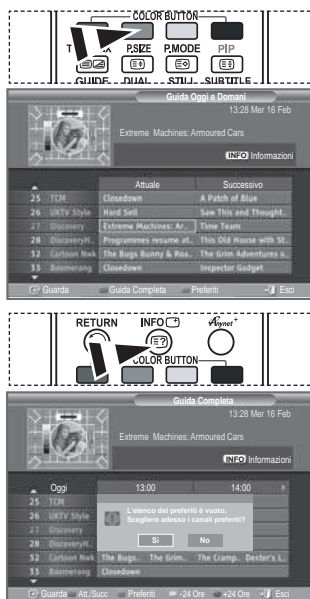 COLOR BUTTON
P.SIZE P.MODE PIP
GUIDE DUAL STILL SUBTITLE
Guida Oggi e Domani
13:28 Mer 16 Feb
Extreme Machines: Armoured Cars
INFO Informazioni
Attuale Successivo
25 TCM Closedown A Patch of Blue
26 UKTV Style Hard Sell Saw This and Thought..
27 Discovery Extreme Machines: Ar.. Time Team
28 DiscoveryH.. Programmes resume at.. This Old House with St..
32 Cartoon Nwk The Bugs Bunny & Roa.. The Grim Adventures o..
33 Boomerang Closedown Inspector Gadget
Guarda Guida Completa Preferiti Esci
RETURN INFO Anynet+
COLOR BUTTON
Guida Completa
13:28 Mer 16 Feb
Extreme Machines: Armoured Cars
INFO Informazioni
Oggi 13:00 14:00
25 TCM
26 UKTV Style
27 Discovery
28 DiscoveryH..
L'elenco dei preferiti è vuoto.
Scegliere adesso i canali preferiti?
Sì No
32 Cartoon Nwk The Bugs.. The Grim.. The Cramp.. Dexter's L..
33 Boomerang Closedown
Guarda Att./Succ Preferiti -24 Ore +24 Ore Esci